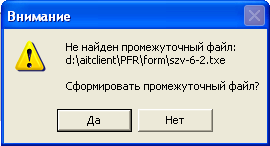 Внимание
Не найден промежуточный файл:
d:\aitclient\PFR\form\szv-6-2.txe
Сформировать промежуточный файл?
Да
Нет